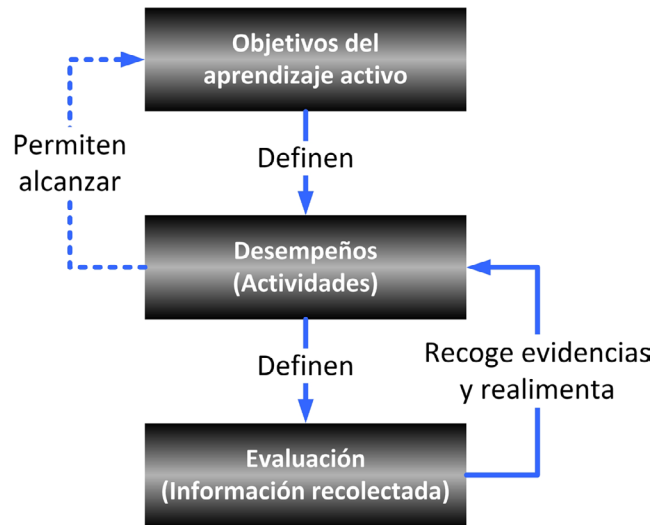 Objetivos del
aprendizaje activo
Permiten
alcanzar
Definen
Desempeños
(Actividades)
Definen
Recoge evidencias
y realimenta
Evaluación
(Información recolectada)